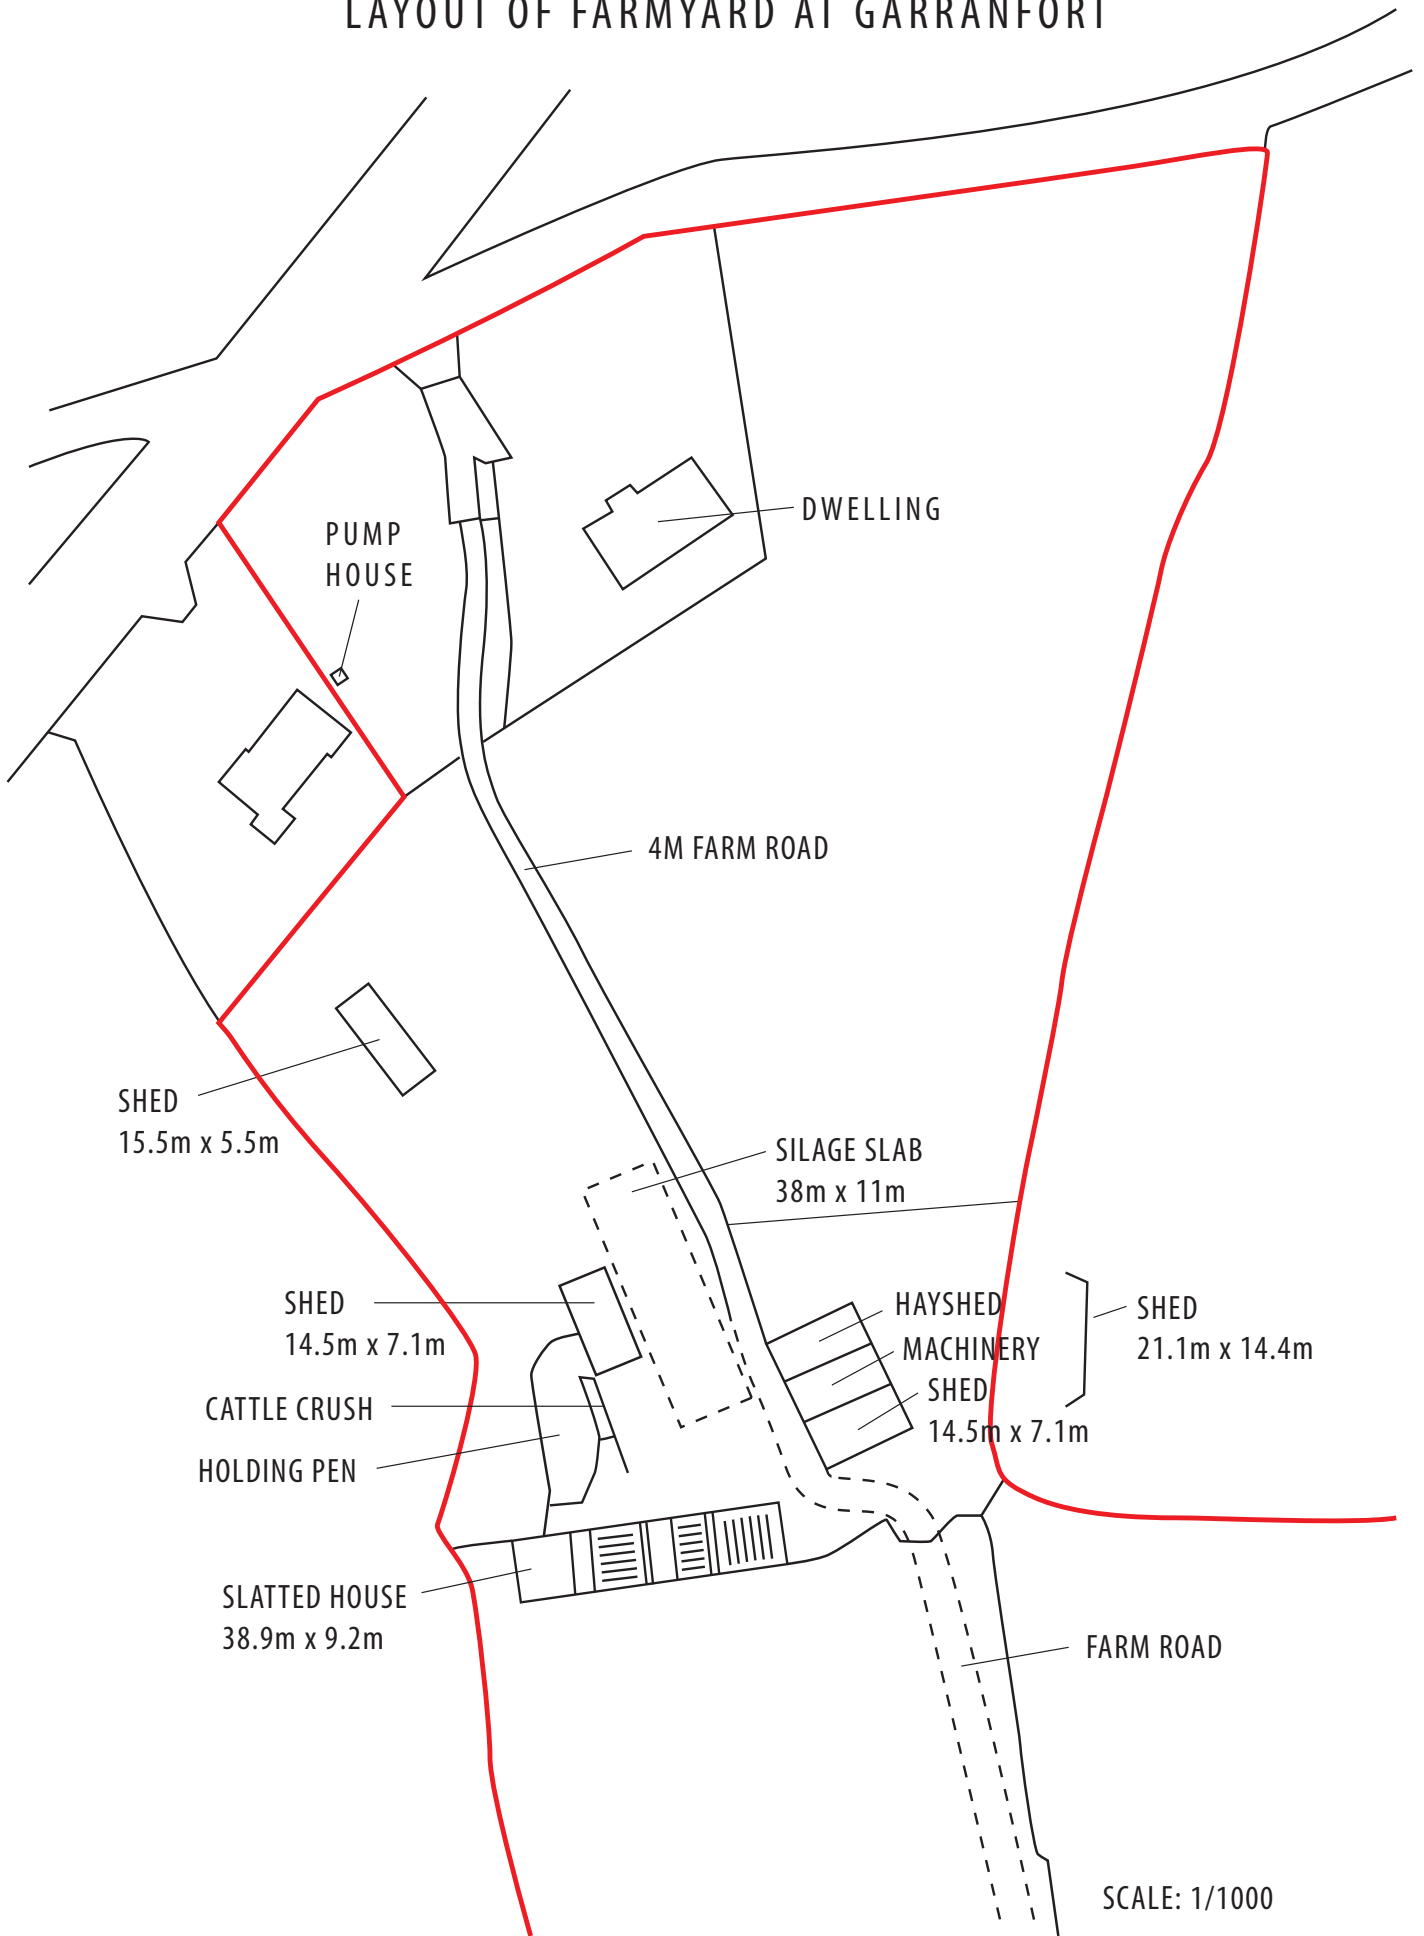 LAYOUT OF FARMYARD AT GARRANFORT
DWELLING
PUMP
HOUSE
4M FARM ROAD
SHED
15.5m x 5.5m
SILAGE SLAB
38m x 11m
SHED
14.5m x 7.1m
HAYSHED
MACHINERY
SHED
14.5m x 7.1m
SHED
21.1m x 14.4m
CATTLE CRUSH
HOLDING PEN
SLATTED HOUSE
38.9m x 9.2m
FARM ROAD
SCALE: 1/1000